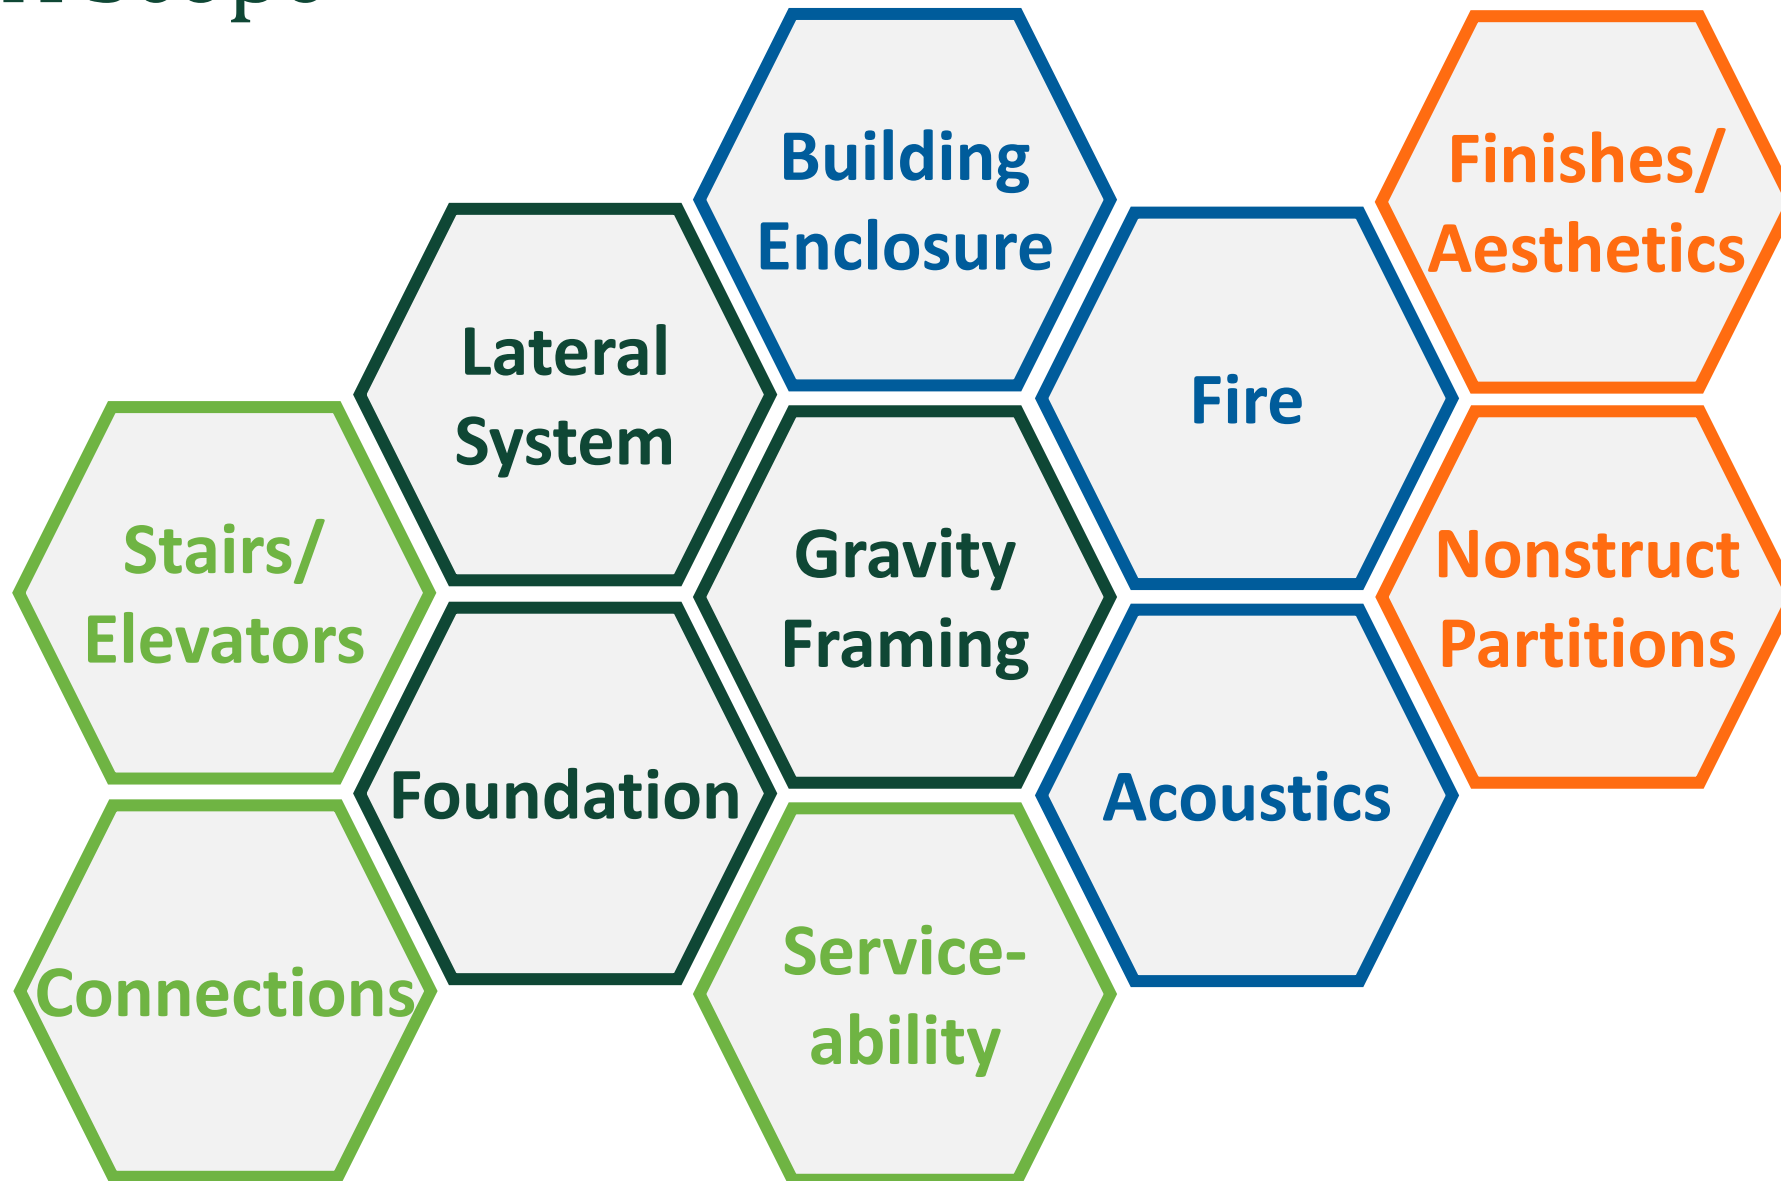 Building
Enclosure
Finishes/
Aesthetics
Lateral
System
Fire
Stairs/
Elevators
Gravity
Framing
Nonstruct
Partitions
Foundation
Acoustics
Connections
Service-
ability